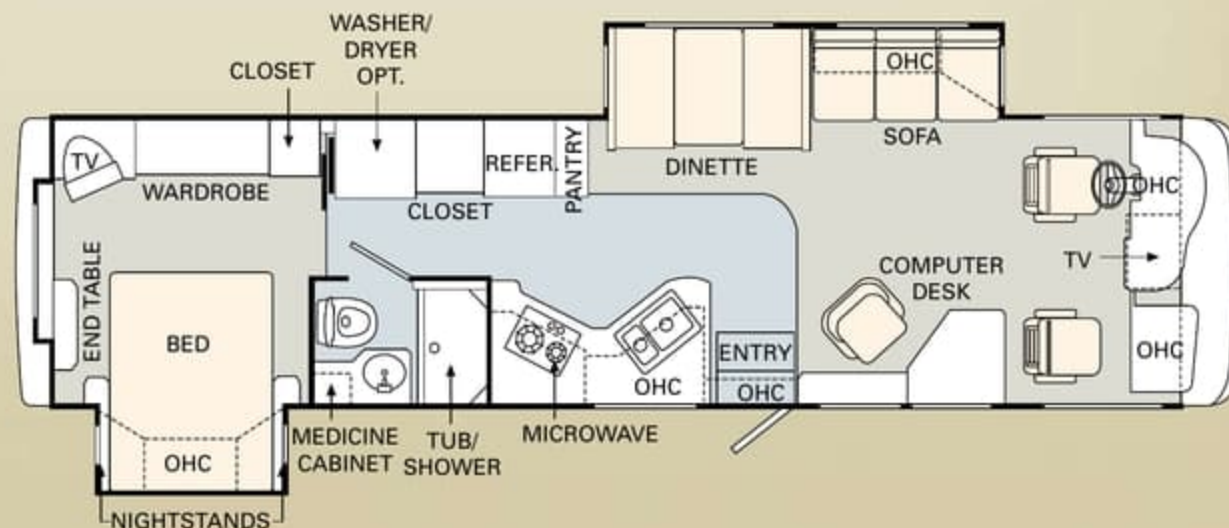 WASHER/
DRYER
OPT.
CLOSET
OHC
SOFA
TV
WARDROBE
REFER.
PANTRY
DINETTE
CLOSET
OHC
TV
COMPUTER
DESK
END TABLE
BED
ENTRY
OHC
OHC
OHC
OHC
MEDICINE
CABINET
TUB/
SHOWER
MICROWAVE
NIGHTSTANDS